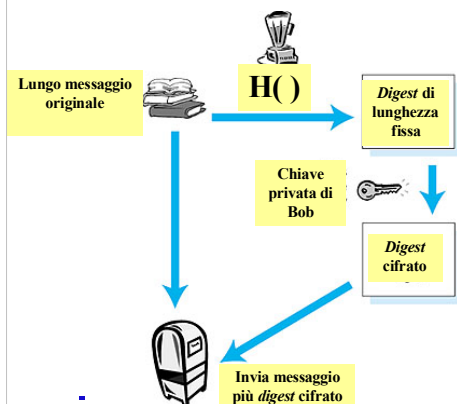 Lungo messaggio
originale
H( )
Digest di
lunghezza
fissa
Chiave
privata di
Bob
Digest
cifrato
Invia messaggio
più digest cifrato